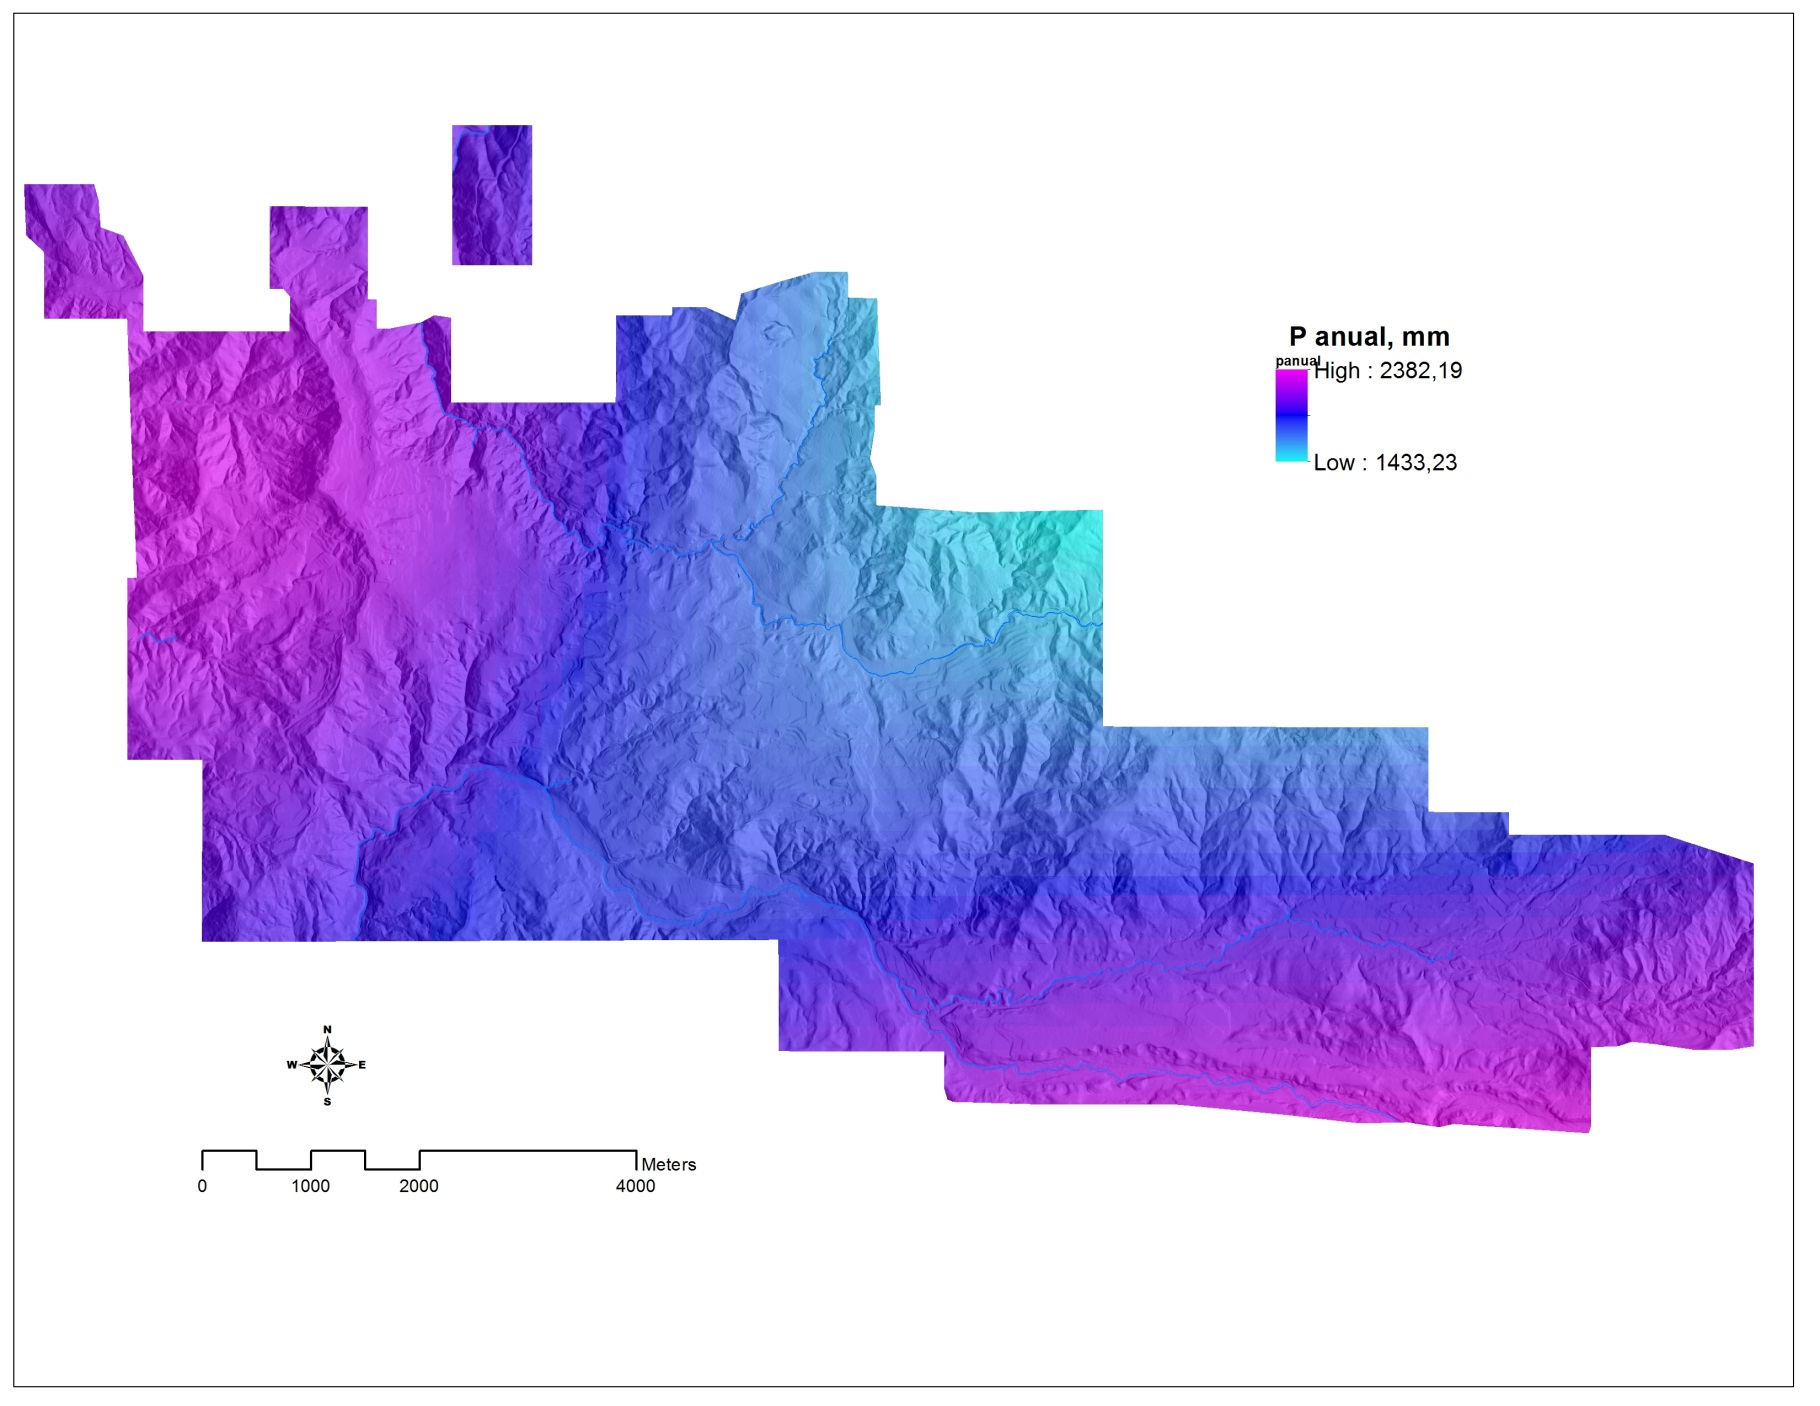 P anual, mm
panual
High : 2382,19
Low : 1433,23
N
W E
S
Meters
0 1000 2000 4000